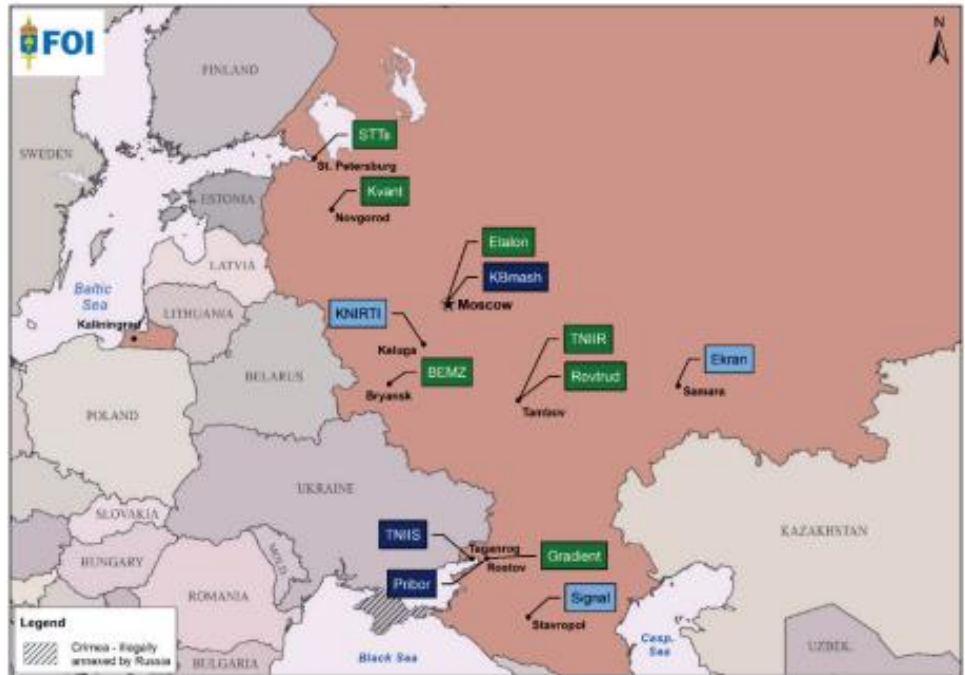 FOI
N
FINLAND
SWEDEN
STTs
St. Petersburg
ESTONIA
Kvant
Novgorod
LATVIA
Etalon
KBmash
Moscow
Baltic
Sea
LITHUANIA
Kaliningrad
KNIRTI
Kaluga
TNIIR
Revtrud
Tambov
Ekran
Samara
BELARUS
BEMZ
Bryansk
POLAND
UKRAINE
KAZAKHSTAN
SLOVAKIA
HUNGARY
MOLD.
TNIIS
Taganrog
Rostov
Gradient
Pribor
ROMANIA
Signal
Stavropol
Legend
Crimea - illegally
annexed by Russia
BULGARIA
Black Sea
Casp.
Sea
UZBEK.